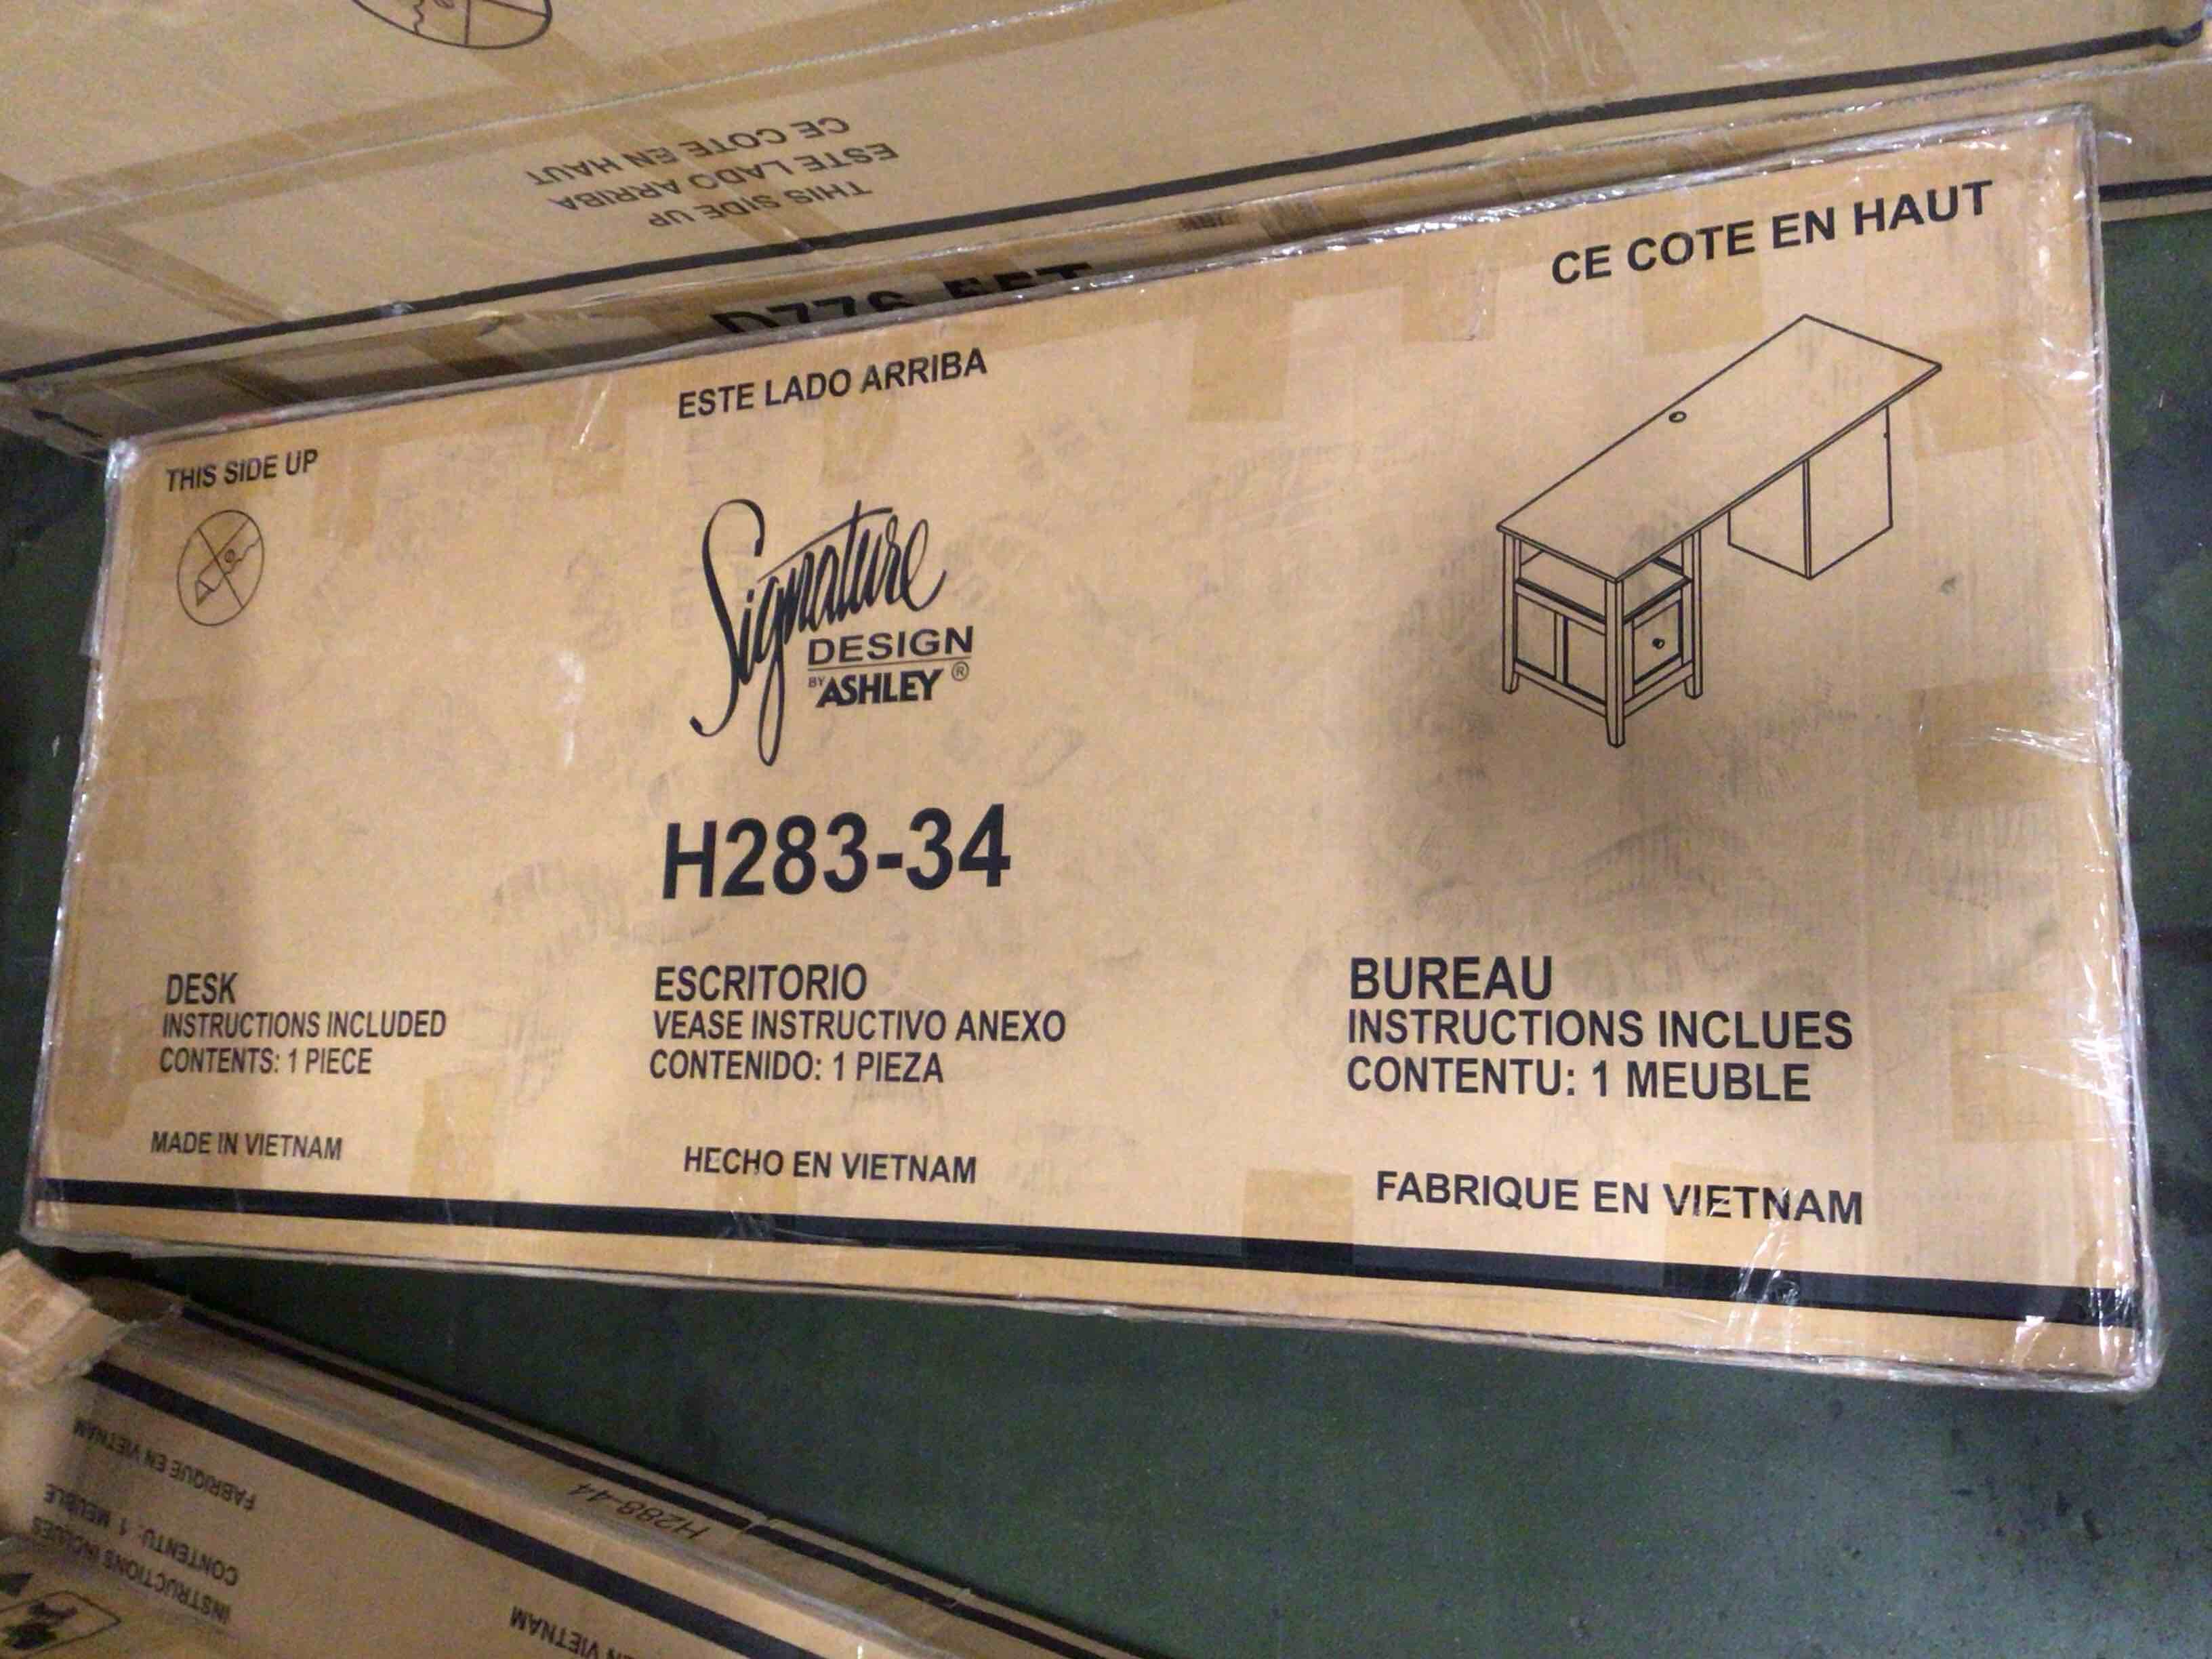 THIS SIDE UP
ESTE LADO ARRIBA
CE COTE EN HAUT
THIS SIDE UP
ESTE LADO ARRIBA
CE COTE EN HAUT
Signature
DESIGN
BY ASHLEY ®
H283-34
DESK
INSTRUCTIONS INCLUDED
CONTENTS: 1 PIECE
MADE IN VIETNAM
ESCRITORIO
VEASE INSTRUCTIVO ANEXO
CONTENIDO: 1 PIEZA
HECHO EN VIETNAM
BUREAU
INSTRUCTIONS INCLUES
CONTENTU: 1 MEUBLE
FABRIQUE EN VIETNAM
H288-44
INSTRUCTIONS INCLUES
CONTENTU: 1 MEUBLE
FABRIQUE EN VIETNAM
VIETNAM